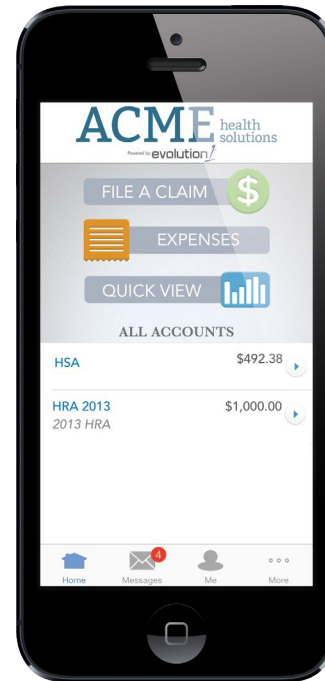 ACME health solutions
Powered by evolution1
FILE A CLAIM $
EXPENSES
QUICK VIEW
ALL ACCOUNTS
HSA $492.38
HRA 2013 $1,000.00
2013 HRA
4
Home Messages Me More